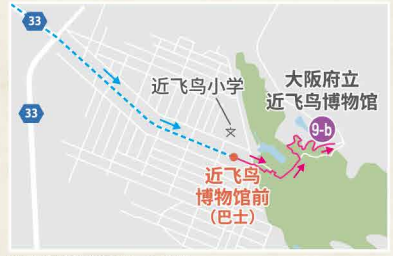 33
33
近飞鸟小学
文
大阪府立
近飞鸟博物馆
9-b
近飞鸟
博物馆前
（巴士）